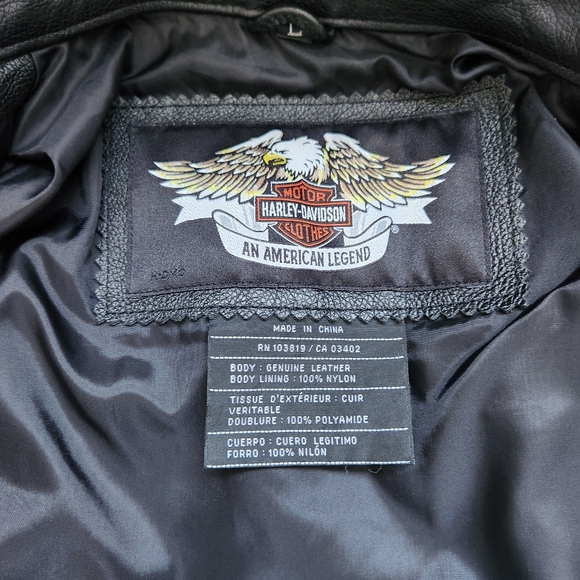 L
MOTOR
HARLEY-DAVIDSON
CLOTHES
®
AN AMERICAN LEGEND
MADE IN CHINA
RN 103819 / CA 03402
BODY : GENUINE LEATHER
BODY LINING : 100% NYLON
TISSUE D'EXTÉRIEUR : CUIR
VERITABLE
DOUBLURE : 100% POLYAMIDE
CUERPO : CUERO LEGITIMO
FORRO : 100% NILÓN